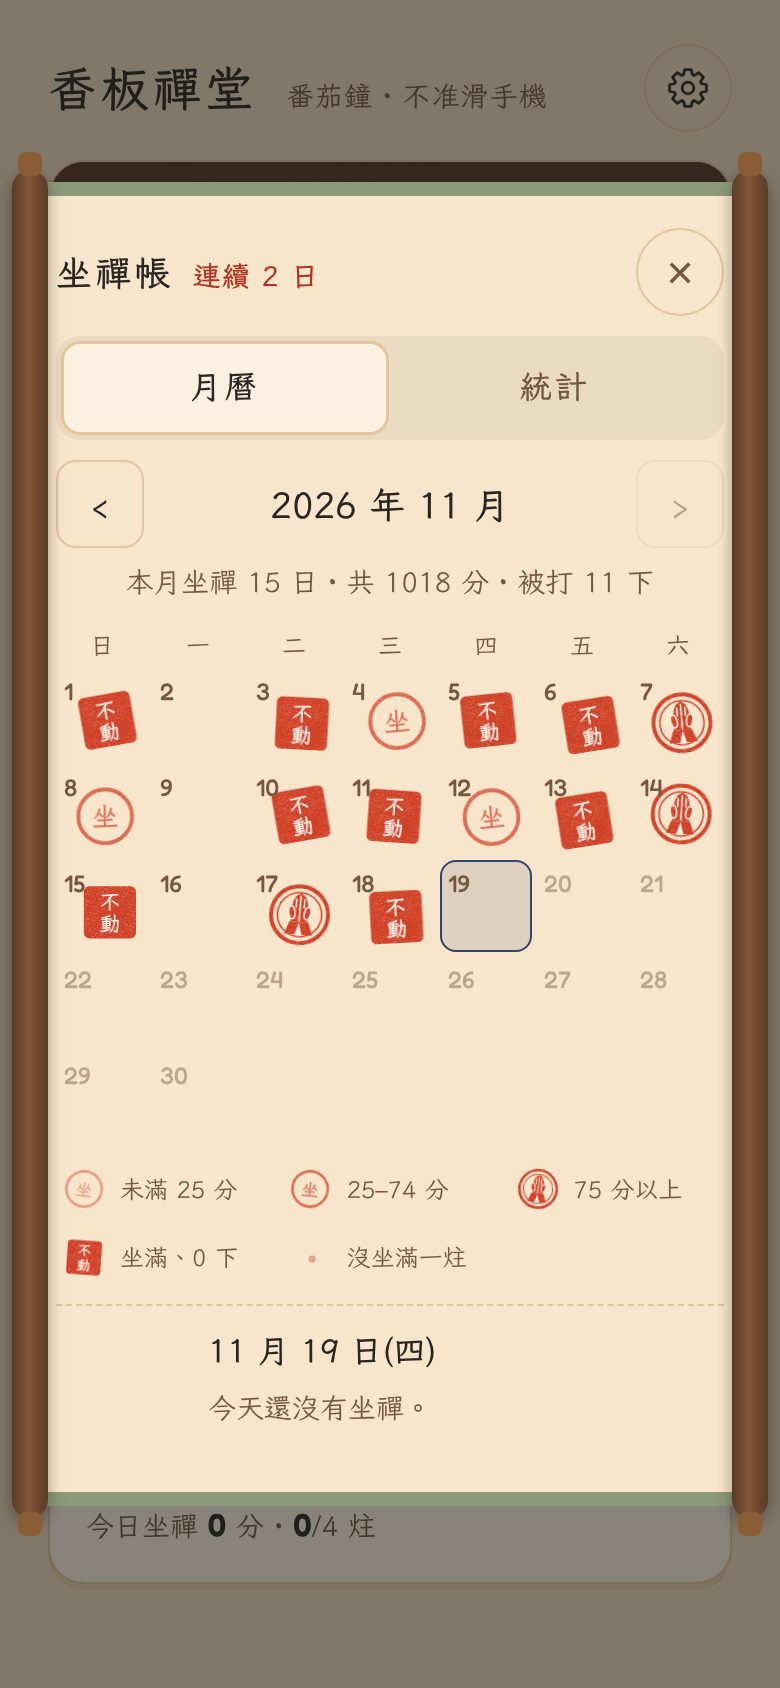 香板禪堂 番茄鐘・不准滑手機
坐禪帳 連續 2 日 ×
月曆 統計
< 2026 年 11 月 >
本月坐禪 15 日・共 1018 分・被打 11 下
日 一 二 三 四 五 六
1 不動 2 3 不動 4 坐 5 不動 6 不動 7
8 坐 9 10 不動 11 不動 12 坐 13 不動 14
15 不動 16 17 18 不動 19 20 21
22 23 24 25 26 27 28
29 30
坐 未滿 25 分 坐 25–74 分 75 分以上
不動 坐滿、0 下 沒坐滿一炷
11 月 19 日(四)
今天還沒有坐禪。
今日坐禪 0 分・0/4 炷